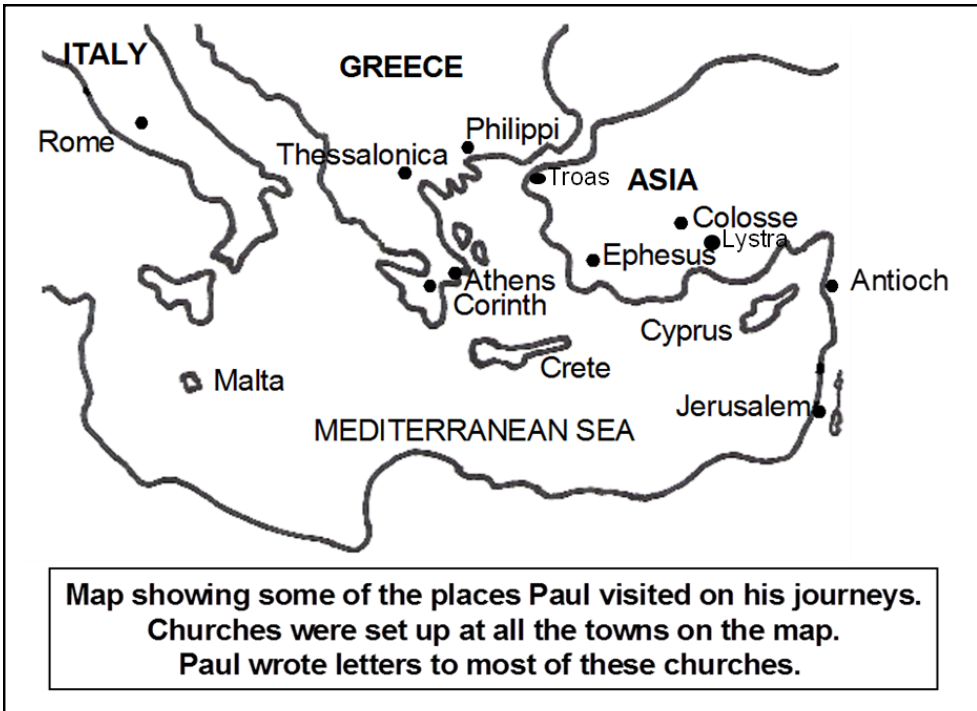 ITALY
GREECE
Rome
Philippi
Thessalonica
Troas
ASIA
Colosse
Lystra
Ephesus
Athens
Corinth
Antioch
Cyprus
Crete
Malta
Jerusalem
MEDITERRANEAN SEA
Map showing some of the places Paul visited on his journeys.
Churches were set up at all the towns on the map.
Paul wrote letters to most of these churches.